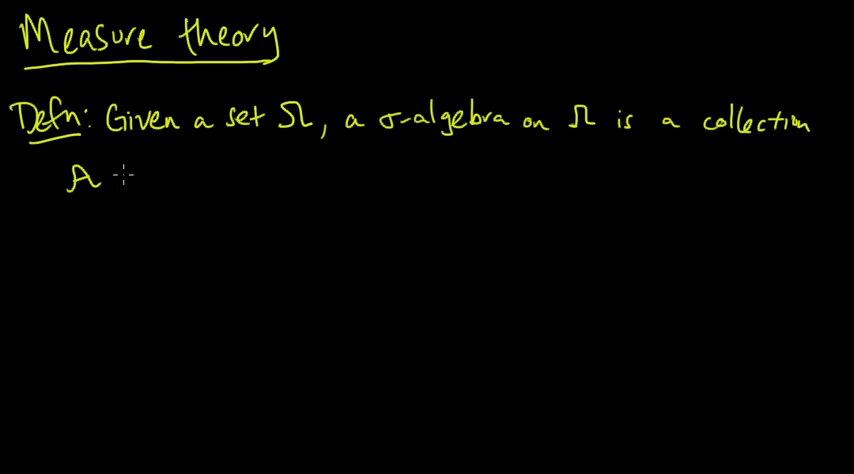 Measure theory
Defn: Given a set Ω, a σ-algebra on Ω is a collection
A